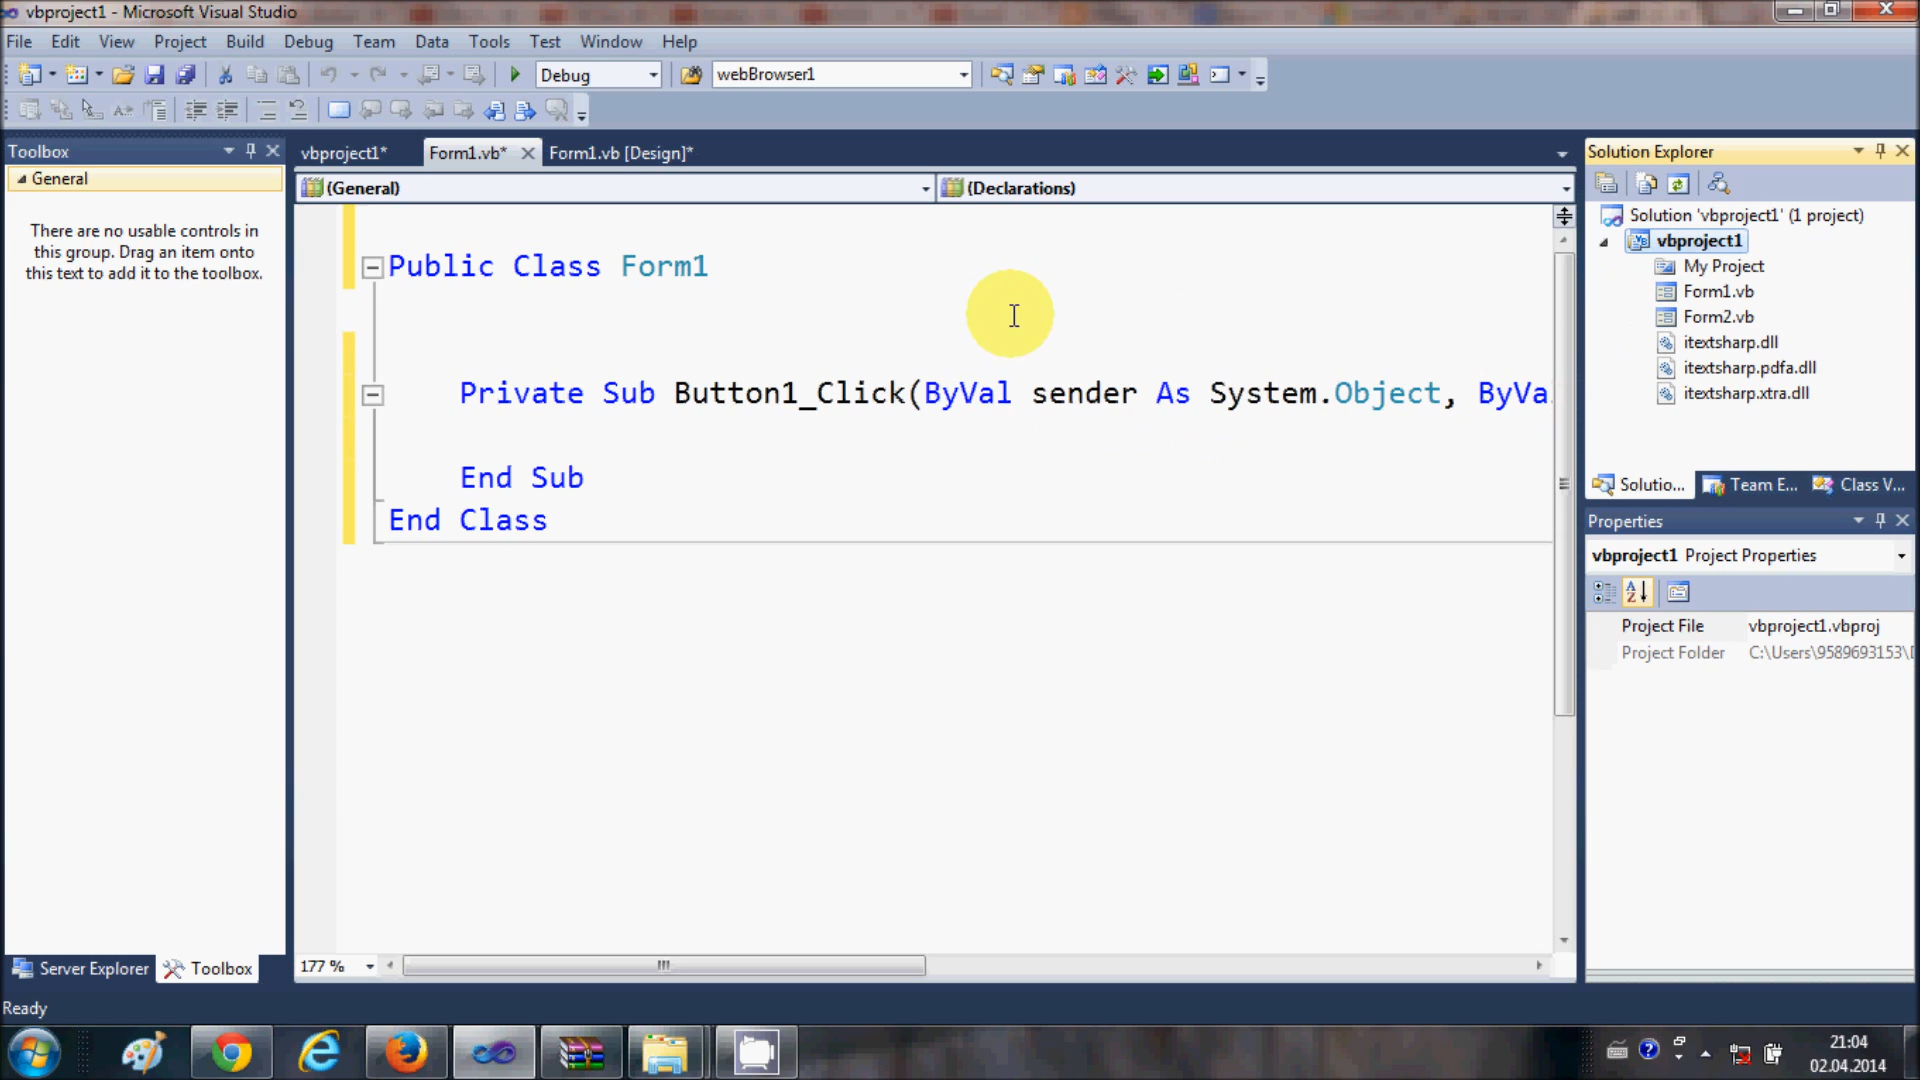 vbproject1 - Microsoft Visual Studio
File Edit View Project Build Debug Team Data Tools Test Window Help
Debug webBrowser1
Toolbox
General
There are no usable controls in
this group. Drag an item onto
this text to add it to the toolbox.
Server Explorer Toolbox
vbproject1* Form1.vb* Form1.vb [Design]*
(General) (Declarations)
Public Class Form1
Private Sub Button1_Click(ByVal sender As System.Object, ByVa
End Sub
End Class
177 %
Solution Explorer
Solution 'vbproject1' (1 project)
vbproject1
My Project
Form1.vb
Form2.vb
itextsharp.dll
itextsharp.pdfa.dll
itextsharp.xtra.dll
Solutio... Team E... Class V...
Properties
vbproject1 Project Properties
Project File vbproject1.vbproj
Project Folder C:\Users\9589693153\
Ready
21:04
02.04.2014